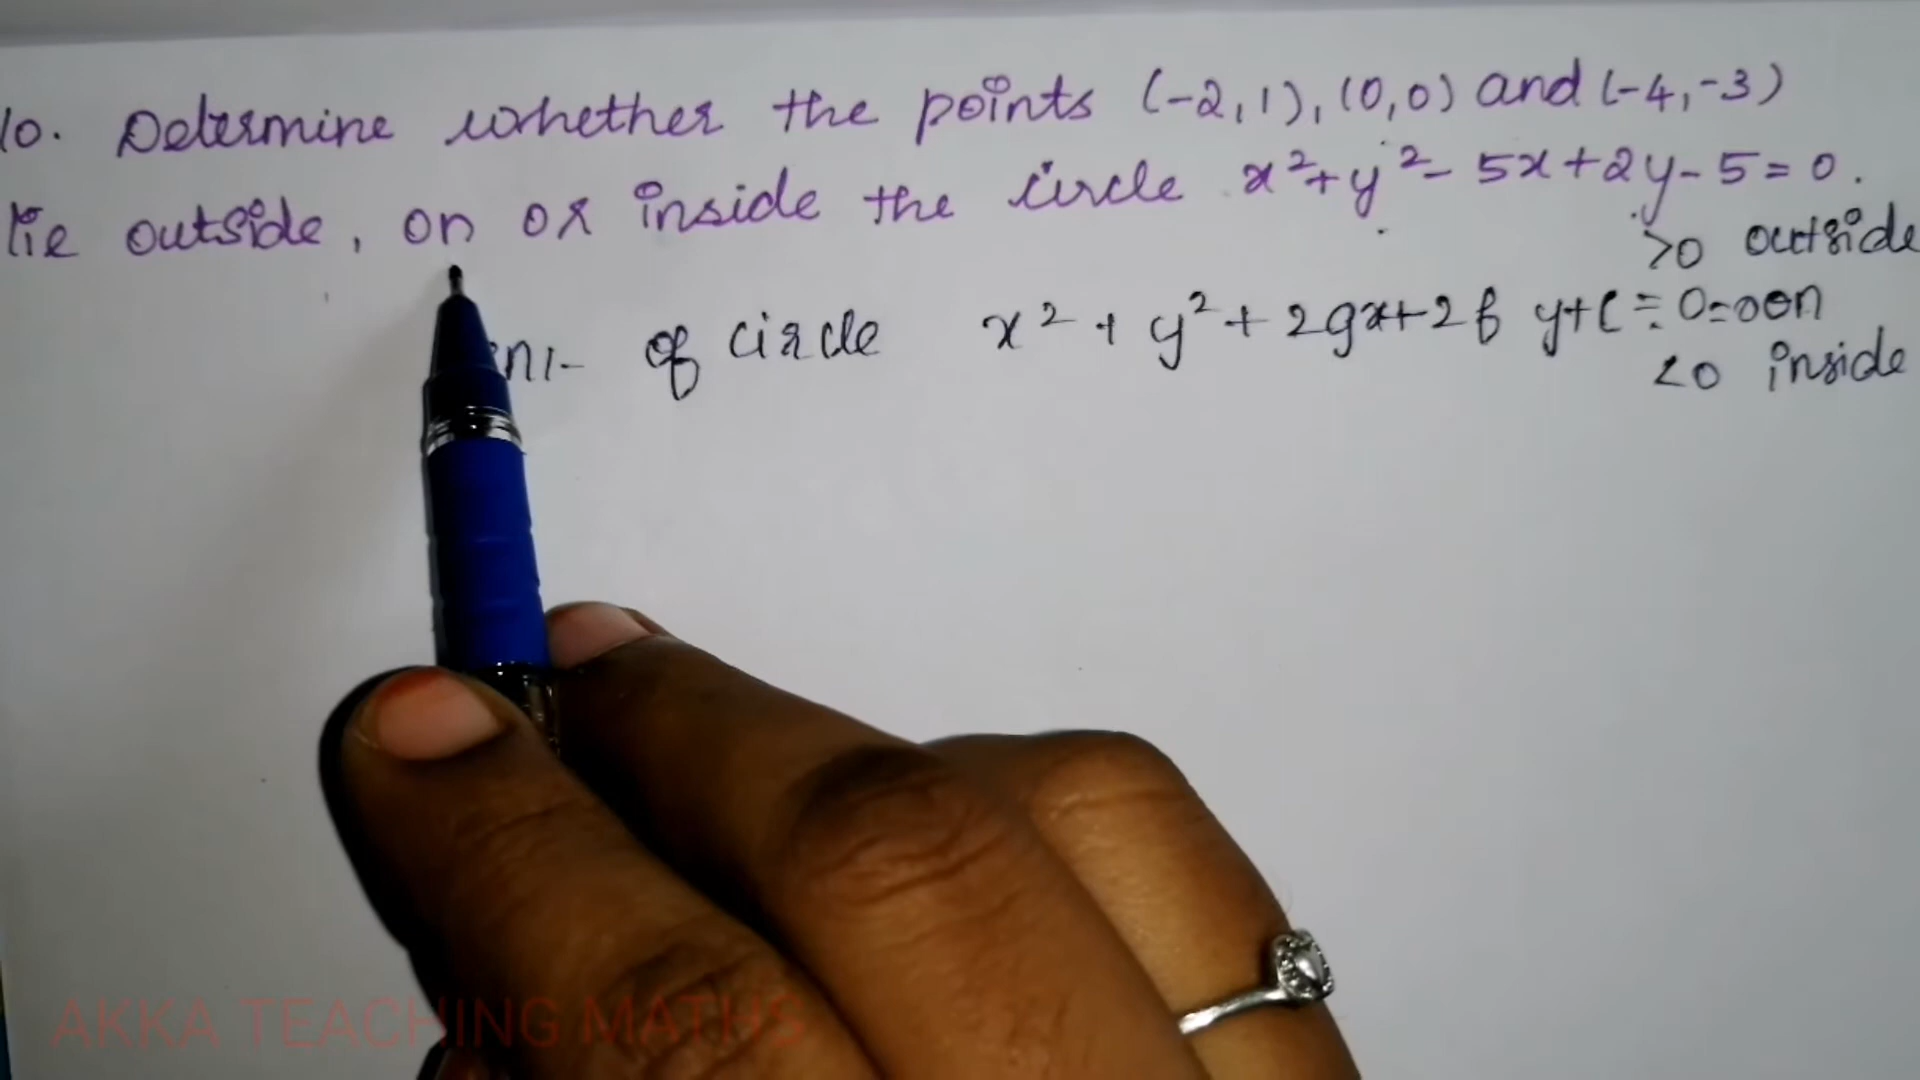 10. Determine whether the points (-2,1), (0,0) and (-4,-3)
lie outside, on or inside the circle x²+y²-5x+2y-5=0.
>0 outside
of circle x²+y²+2gx+2fy+c=0=0on
<0 inside
AKKA TEACHING MATHS